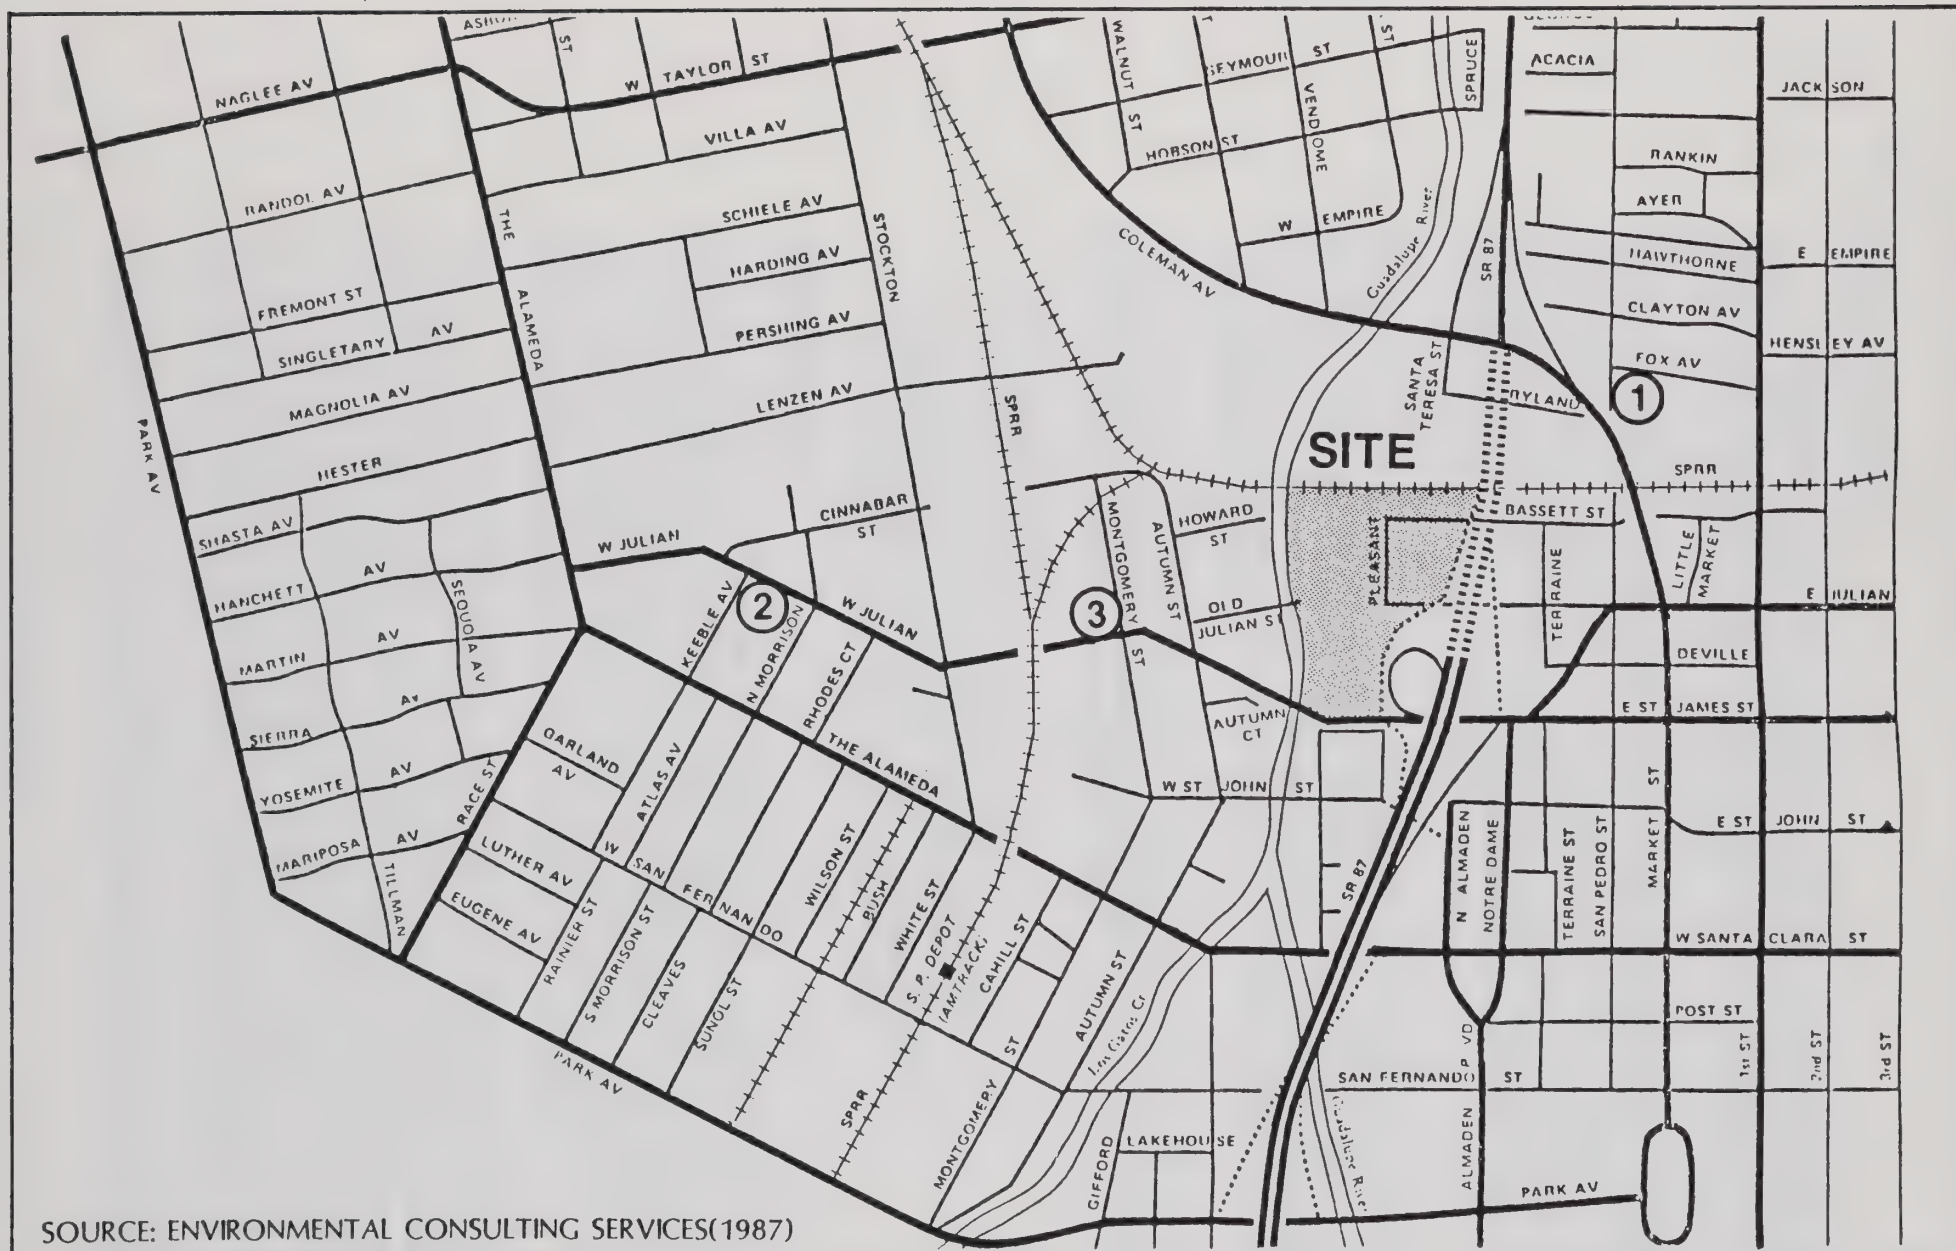 NAGLEE AV
W TAYLOR ST
ST
VILLA AV
RANDOL AV
SCHIELE AV
THE ALAMEDA
STOCKTON
HARDING AV
FREMONT ST
SINGLETARY AV
PERSHING AV
MAGNOLIA AV
LENZEN AV
PARK AV
HESTER
SHASTA AV
CINNABAR ST
W JULIAN
HANCHETT AV
SEQUOIA AV
MARTIN AV
SIERRA AV
YOSEMITE AV
MARIPOSA AV
TILLMAN
RACE ST
KEEBLE AV
2
N MORRISON
W JULIAN
RHODES CT
GARLAND AV
ATLAS AV
THE ALAMEDA
LUTHER AV
EUGENE AV
W SAN FERNANDO
RAINIER ST
S MORRISON ST
CLEAVES
SUNOL ST
WILSON ST
BUSH
WHITE ST
S. P. DEPOT
(AMTRACK)
CAHILL ST
PARK AV
SPRR
MONTGOMERY ST
AUTUMN ST
Los Gatos Cr
WALNUT ST
SEYMOUR ST
ST
SPRUCE
VENDOME
HOBSON ST
W EMPIRE
COLEMAN AV
Guadalupe River
SR 87
ACACIA
JACKSON
RANKIN
AYER
HAWTHORNE
E EMPIRE
CLAYTON AV
HENSLEY AV
FOX AV
1
SANTA TERESA ST
RYLAND
SPRR
SITE
SPRR
BASSETT ST
PLEASANT
TERRAINE
LITTLE MARKET
E JULIAN
MONTGOMERY ST
AUTUMN ST
HOWARD ST
3
OLD JULIAN ST
DEVILLE
AUTUMN CT
E ST JAMES ST
W ST JOHN ST
E ST JOHN ST
SR 87
N ALMADEN
NOTRE DAME
TERRAINE ST
SAN PEDRO ST
MARKET ST
W SANTA CLARA ST
POST ST
1st ST
2nd ST
3rd ST
SAN FERNANDO ST
ALMADEN
Guadalupe River
GIFFORD
LAKEHOUSE
PARK AV
SOURCE: ENVIRONMENTAL CONSULTING SERVICES(1987)